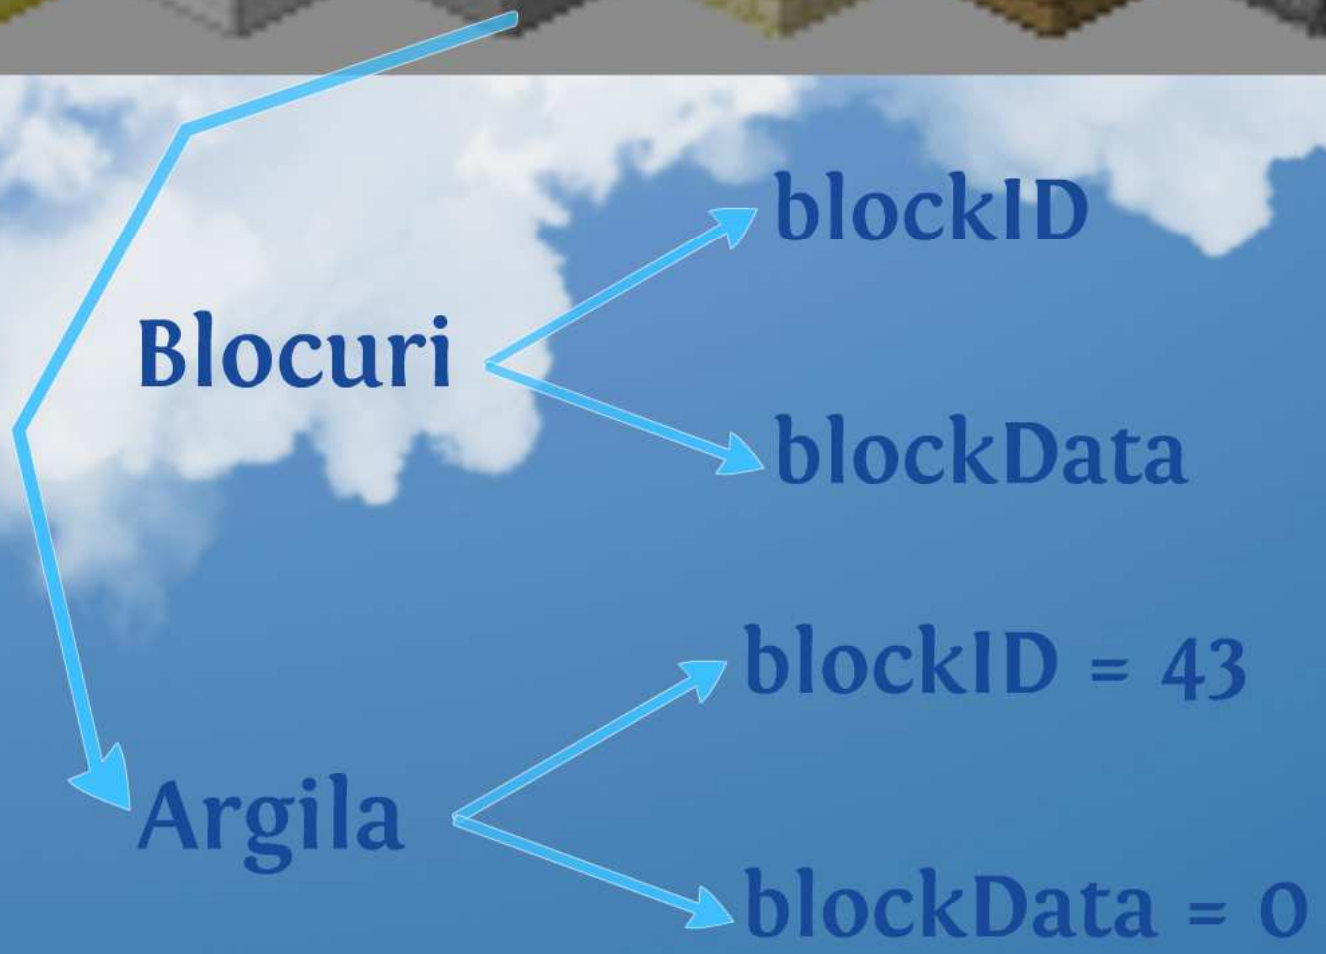 blockID
Blocuri
blockData
blockID = 43
Argila
blockData = 0